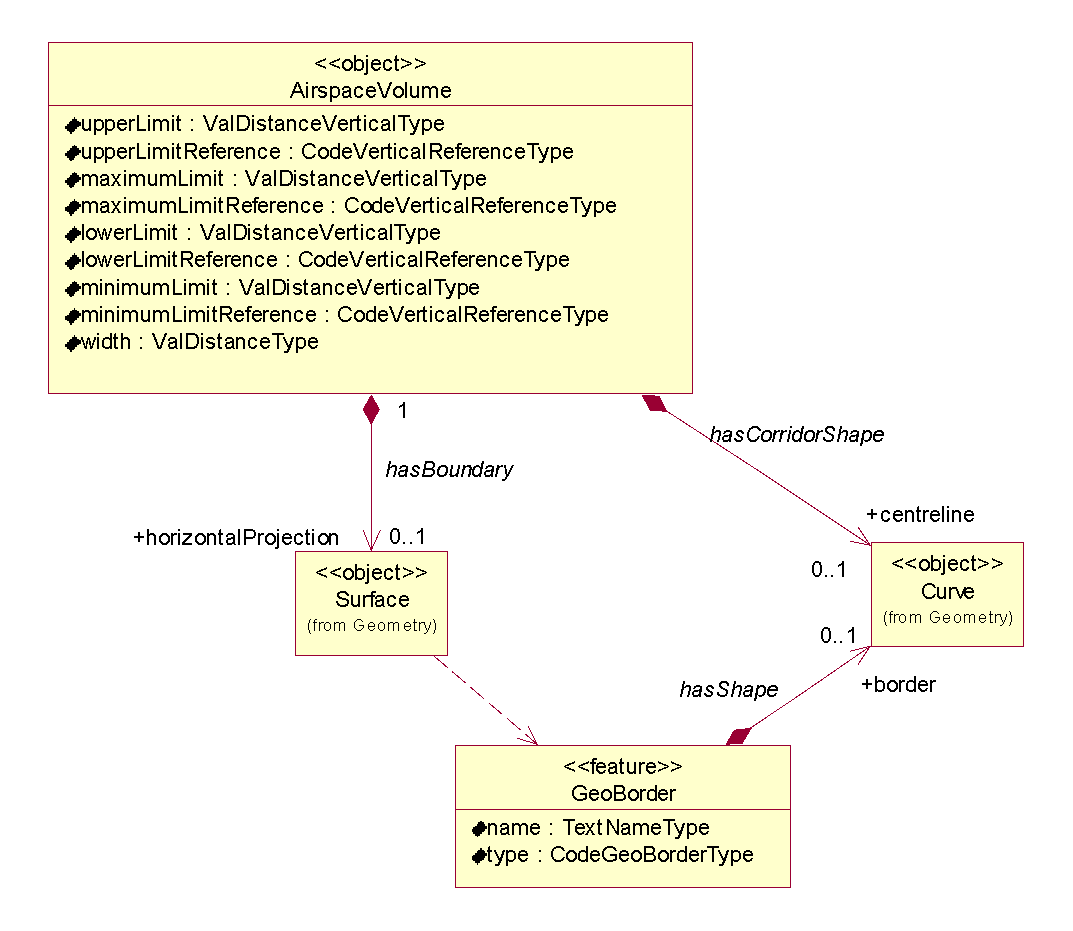 <<object>>
AirspaceVolume
upperLimit : ValDistanceVerticalType
upperLimitReference : CodeVerticalReferenceType
maximumLimit : ValDistanceVerticalType
maximumLimitReference : CodeVerticalReferenceType
lowerLimit : ValDistanceVerticalType
lowerLimitReference : CodeVerticalReferenceType
minimumLimit : ValDistanceVerticalType
minimumLimitReference : CodeVerticalReferenceType
width : ValDistanceType
1
hasCorridorShape
hasBoundary
+centreline
+horizontalProjection
0..1
0..1
<<object>>
Surface
(from Geometry)
<<object>>
Curve
(from Geometry)
0..1
hasShape
+border
<<feature>>
GeoBorder
name : TextNameType
type : CodeGeoBorderType